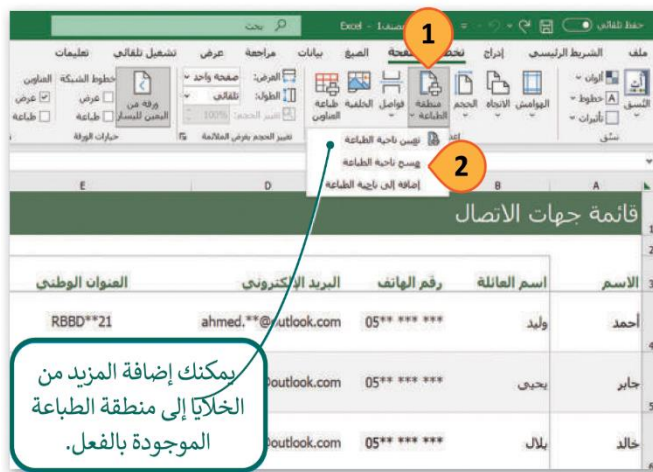 حفظ تلقائي
مصنف1 - Excel
بحث
ملف
الشريط الرئيسي
إدراج
مراجعة
عرض
تشغيل تلقائي
تعليمات
الصيغ
بيانات
1
النسق
ألوان
خطوط
تأثيرات
نسق
الهوامش
الاتجاه
الحجم
منطقة الطباعة
فواصل
الخلفية
طباعة العناوين
العرض: صفحة واحد
الطول: تلقائي
تغيير الحجم: 100%
تغيير الحجم بغرض الملائمة
ورقة من اليمين لليسار
خطوط الشبكة
عرض
طباعة
العناوين
عرض
طباعة
خيارات الورقة
تعيين ناحية الطباعة
مسح ناحية الطباعة
إضافة إلى ناحية الطباعة
2
A
B
D
E
قائمة جهات الاتصال
الاسم
اسم العائلة
رقم الهاتف
البريد الإلكتروني
العنوان الوطني
أحمد
وليد
05** *** ***
ahmed.**@outlook.com
RBBD**21
جابر
يحيى
05** *** ***
@outlook.com
خالد
بلال
05** *** ***
@outlook.com
يمكنك إضافة المزيد من
الخلايا إلى منطقة الطباعة
الموجودة بالفعل.